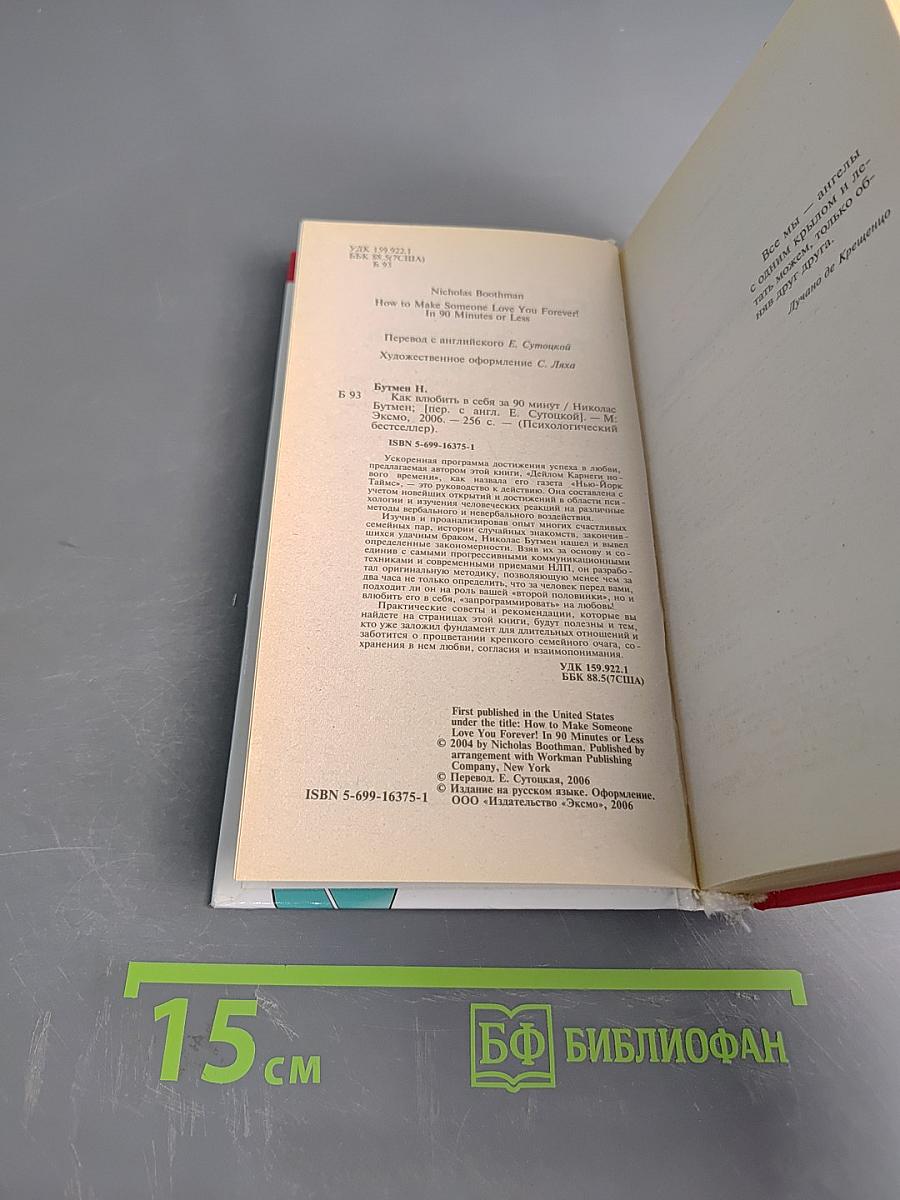 УДК 159.922.1
ББК 88.5(7США)
Б 93
Nicholas Boothman
How to Make Someone Love You Forever!
In 90 Minutes or Less
Перевод с английского Е. Сутоцкой
Художественное оформление С. Ляха
Бутмен Н.
Б 93 Как влюбить в себя за 90 минут / Николас
Бутмен; [пер. с англ. Е. Сутоцкой]. — М.:
Эксмо, 2006. — 256 с. — (Психологический
бестселлер).
ISBN 5-699-16375-1
Ускоренная программа достижения успеха в любви,
предлагаемая автором этой книги, «Дейлом Карнеги но-
вого времени», как назвала его газета «Нью-Йорк
Таймс», — это руководство к действию. Она составлена с
учетом новейших открытий и достижений в области пси-
хологии и изучения человеческих реакций на различные
методы вербального и невербального воздействия.
Изучив и проанализировав опыт многих счастливых
семейных пар, истории случайных знакомств, закончив-
шихся удачным браком, Николас Бутмен нашел и вывел
определенные закономерности. Взяв их за основу и со-
единив с самыми прогрессивными коммуникационными
техниками и современными приемами НЛП, он разрабо-
тал оригинальную методику, позволяющую менее чем за
два часа не только определить, что за человек перед вами,
подходит ли он на роль вашей «второй половинки», но и
влюбить его в себя, «запрограммировать» на любовь!
Практические советы и рекомендации, которые вы
найдете на страницах этой книги, будут полезны и тем,
кто уже заложил фундамент для длительных отношений и
заботится о процветании крепкого семейного очага, со-
хранения в нем любви, согласия и взаимопонимания.
УДК 159.922.1
ББК 88.5(7США)
First published in the United States
under the title: How to Make Someone
Love You Forever! In 90 Minutes or Less
© 2004 by Nicholas Boothman. Published by
arrangement with Workman Publishing
Company, New York
© Перевод. Е. Сутоцкая, 2006
© Издание на русском языке. Оформление.
ISBN 5-699-16375-1 ООО «Издательство «Эксмо», 2006
Все мы — ангелы
с одним крылом и ле-
тать можем, только об-
няв друг друга.
Лучано де Крещенцо
15 см
БФ БИБЛИОФАН